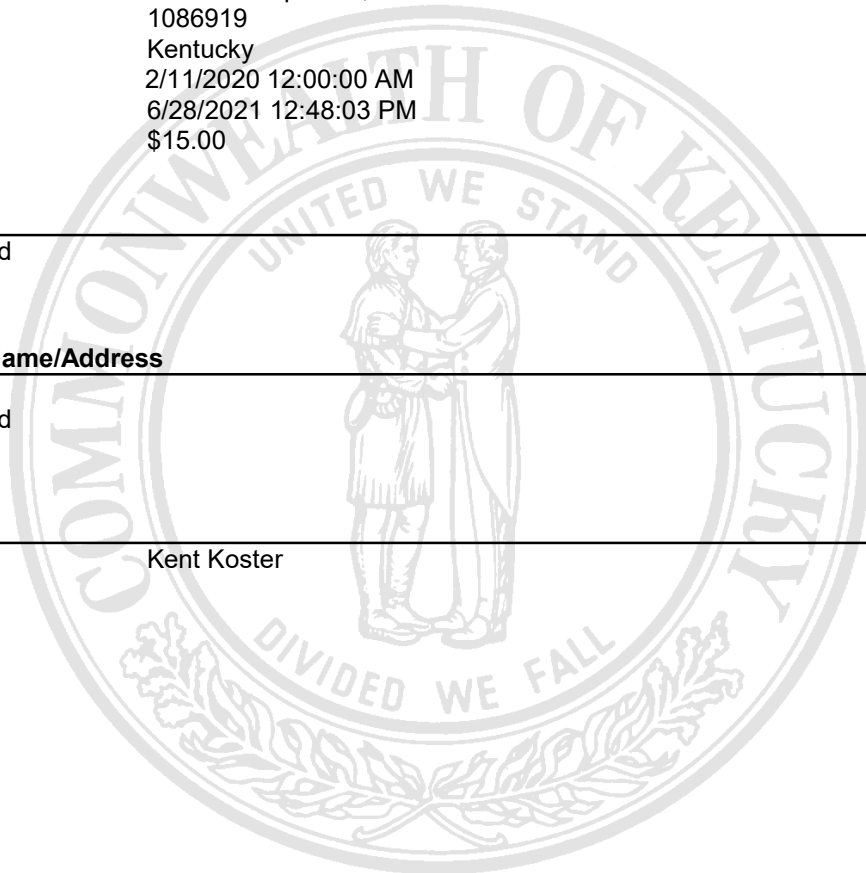 1086919
Kentucky
2/11/2020 12:00:00 AM
6/28/2021 12:48:03 PM
$15.00
COMMONWEALTH OF KENTUCKY
UNITED WE STAND
d
ame/Address
d
Kent Koster
DIVIDED WE FALL